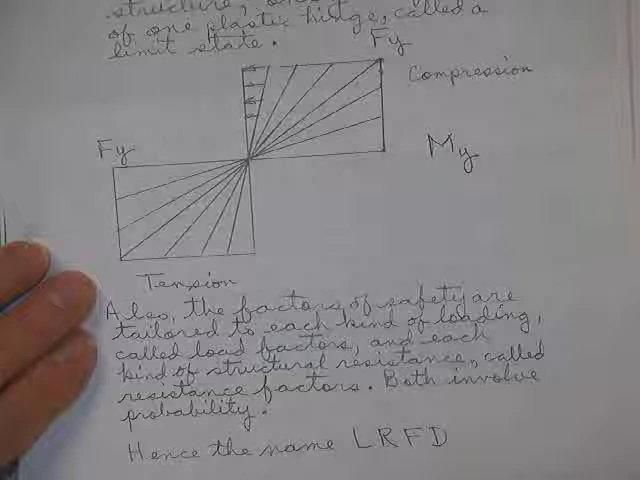 structure, 
of one plastic hinge, called a
limit state.
Fy
Compression
Fy
My
Tension
Also, the factors of safety are
tailored to each kind of loading,
called load factors, and each
kind of structural resistance, called
resistance factors. Both involve
probability.
Hence the name LRFD